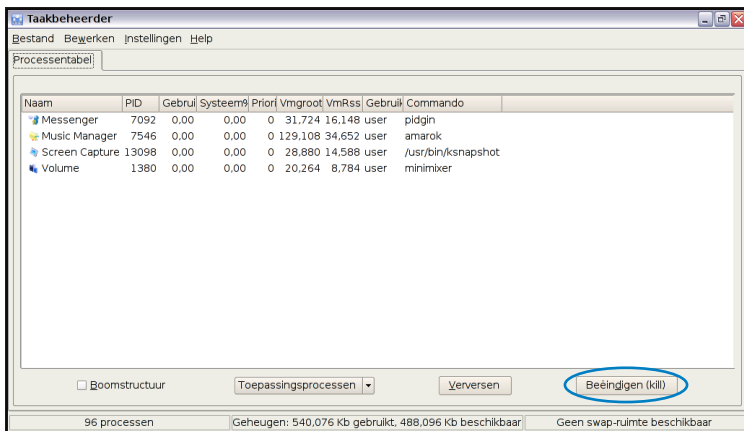 Taakbeheerder
Bestand Bewerken Instellingen Help
Processentabel
Naam PID Gebrui Systeem% Priori Vmgroot VmRss Gebruik Commando
Messenger 7092 0,00 0,00 0 31,724 16,148 user pidgin
Music Manager 7546 0,00 0,00 0 129,108 34,652 user amarok
Screen Capture 13098 0,00 0,00 0 28,880 14,588 user /usr/bin/ksnapshot
Volume 1380 0,00 0,00 0 20,264 8,784 user minimixer
Boomstructuur Toepassingsprocessen Verversen Beëindigen (kill)
96 processen Geheugen: 540,076 Kb gebruikt, 488,096 Kb beschikbaar Geen swap-ruimte beschikbaar